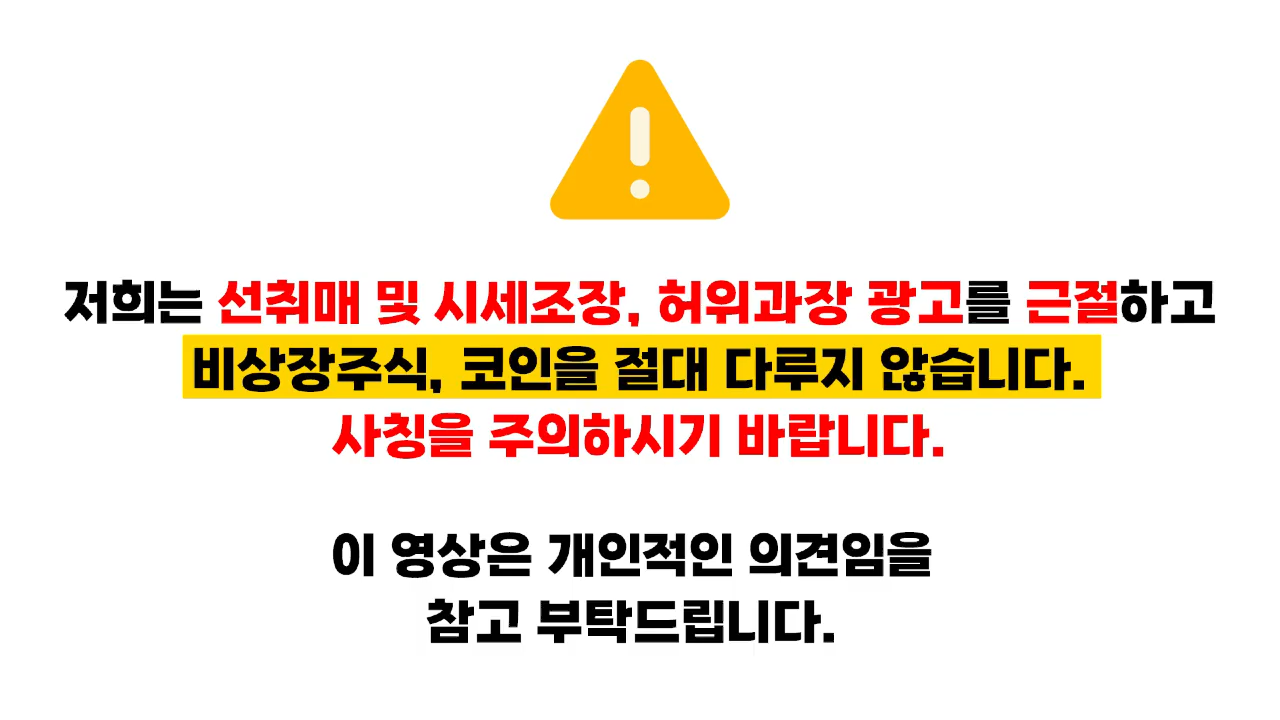 저희는 선취매 및 시세조장, 허위과장 광고를 근절하고
비상장주식, 코인을 절대 다루지 않습니다.
사칭을 주의하시기 바랍니다.
이 영상은 개인적인 의견임을
참고 부탁드립니다.